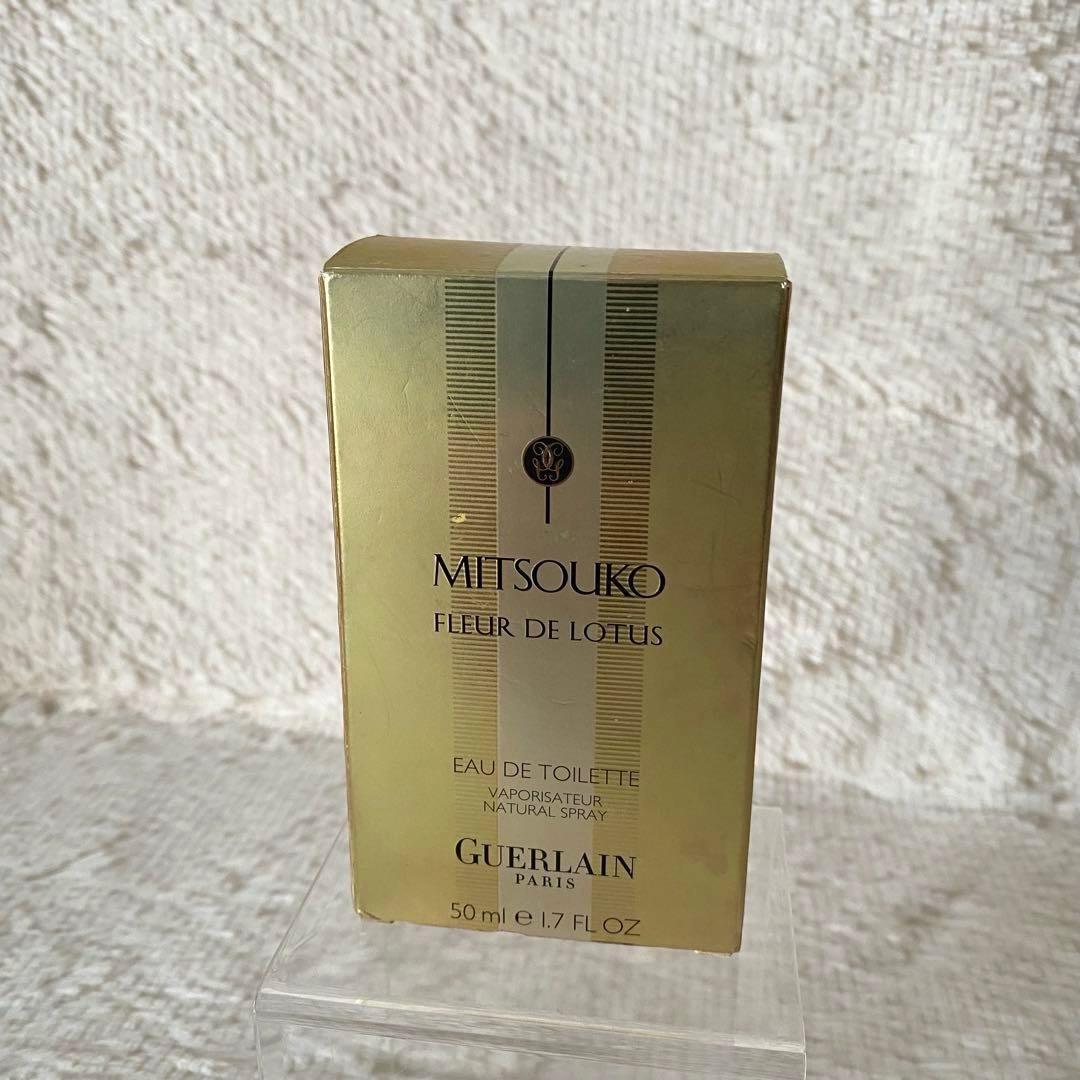 MITSOUKO
FLEUR DE LOTUS
EAU DE TOILETTE
VAPORISATEUR
NATURAL SPRAY
GUERLAIN
PARIS
50 ml ℮ 1.7 FL OZ